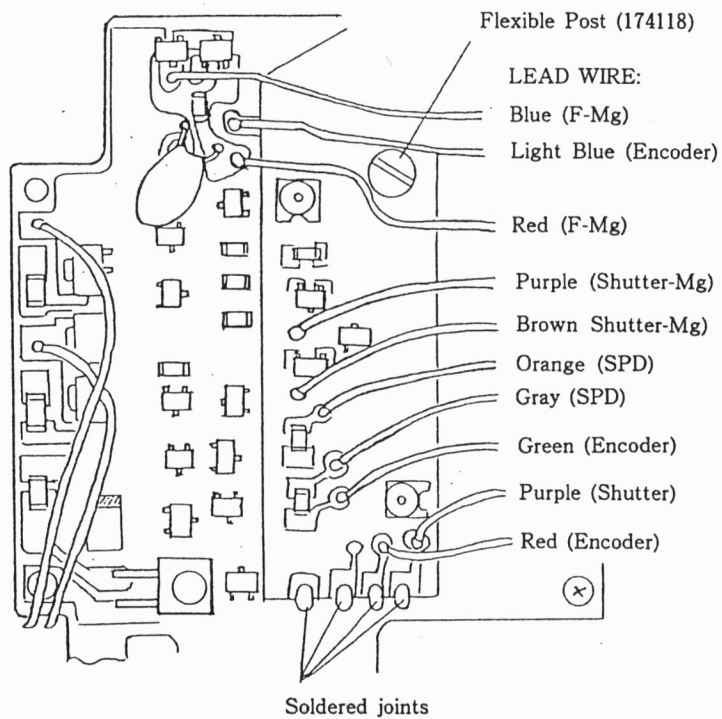 Flexible Post (174118)
LEAD WIRE:
Blue (F-Mg)
Light Blue (Encoder)
Red (F-Mg)
Purple (Shutter-Mg)
Brown Shutter-Mg)
Orange (SPD)
Gray (SPD)
Green (Encoder)
Purple (Shutter)
Red (Encoder)
Soldered joints